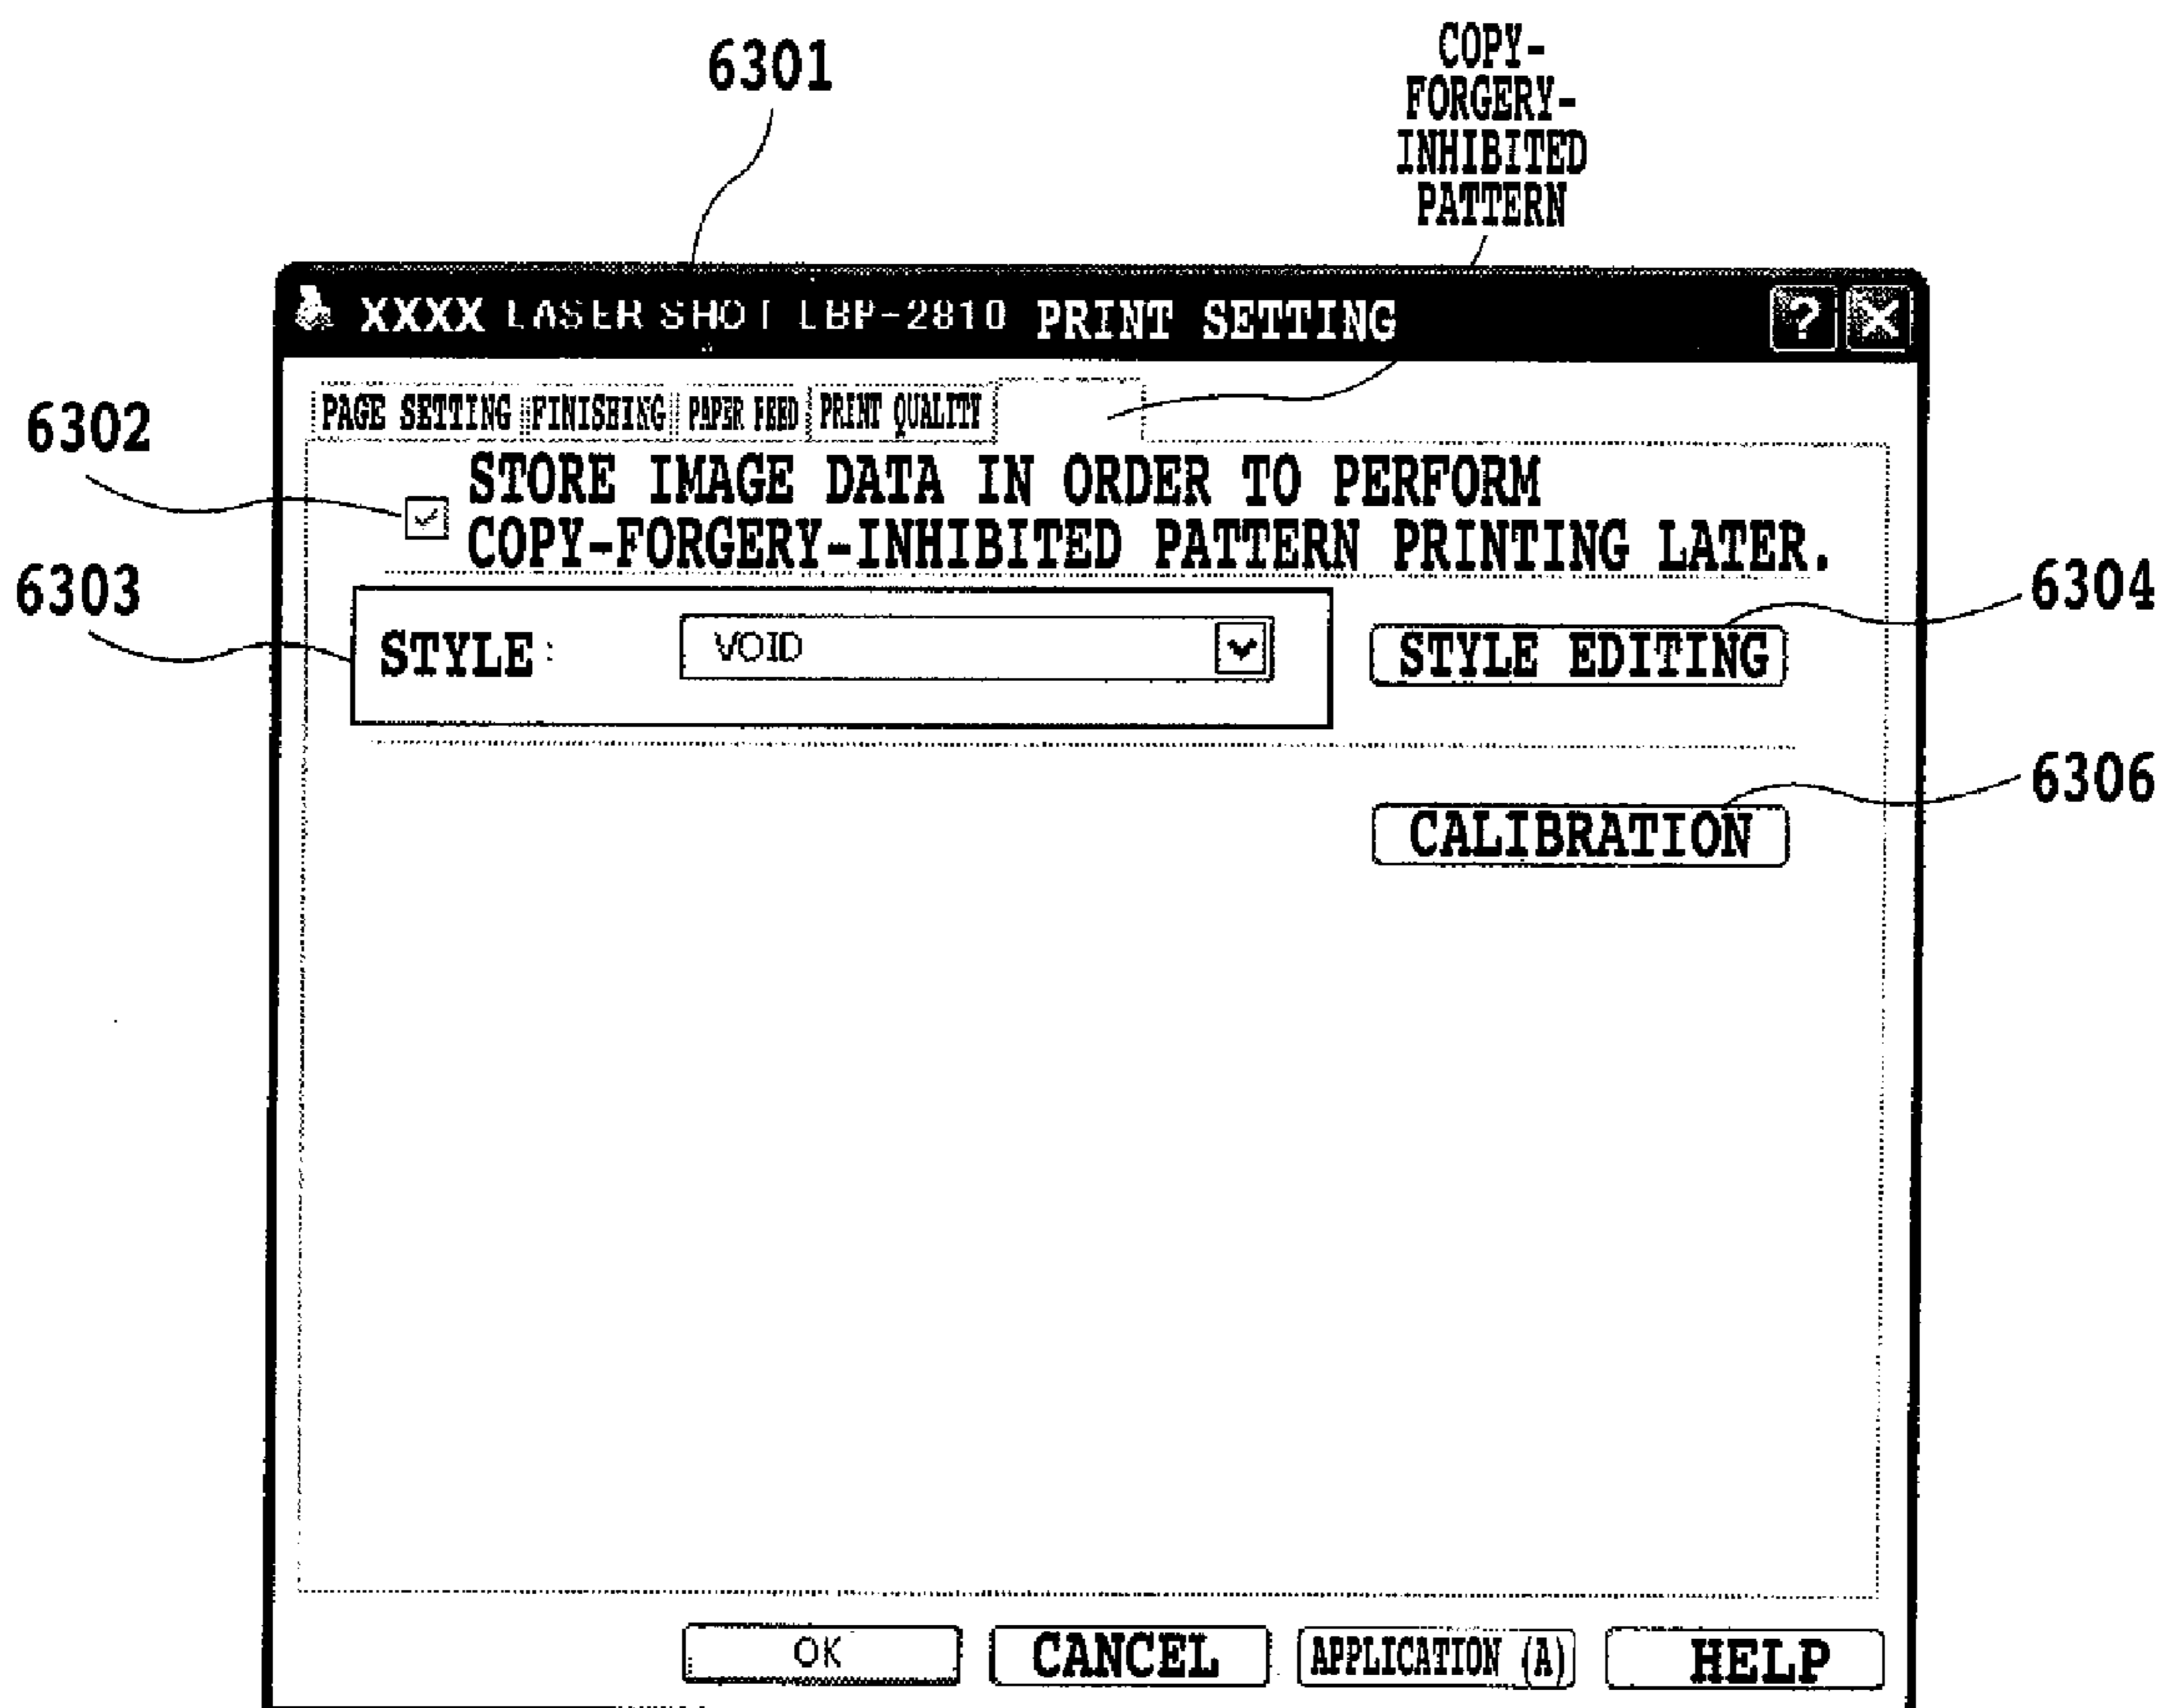 6301
COPY-
FORGERY-
INHIBITED
PATTERN
XXXX LASER SHOT LBP-2810 PRINT SETTING ? X
6302
PAGE SETTING FINISHING PAPER FEED PRINT QUALITY
STORE IMAGE DATA IN ORDER TO PERFORM
COPY-FORGERY-INHIBITED PATTERN PRINTING LATER.
6303
6304
STYLE: VOID STYLE EDITING
6306
CALIBRATION
OK CANCEL APPLICATION (A) HELP